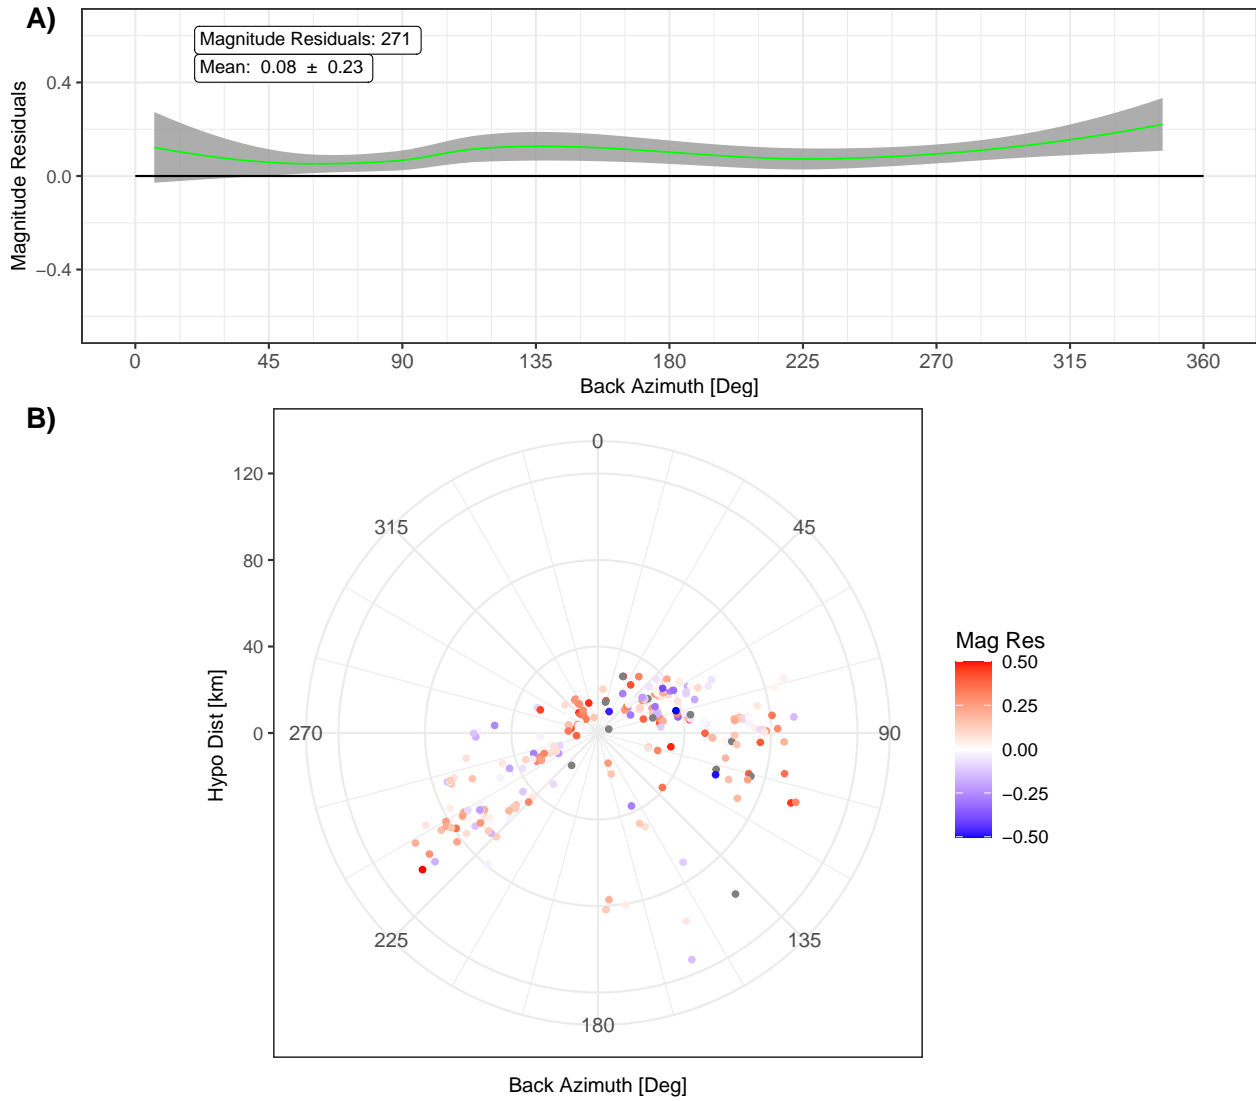 A)
Magnitude Residuals: 271
Mean:  0.08  ±  0.23
Magnitude Residuals
0.4
0.0
−0.4
0 45 90 135 180 225 270 315 360
Back Azimuth [Deg]
B)
Hypo Dist [km]
120
80
40
0
0
45
90
135
180
225
270
315
Back Azimuth [Deg]
Mag Res
0.50
0.25
0.00
−0.25
−0.50